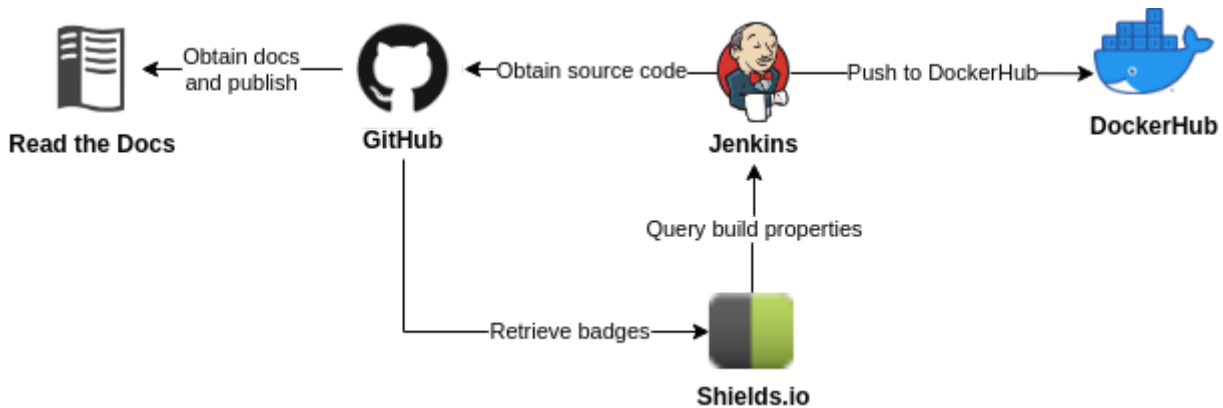 Obtain docs
and publish
Obtain source code
Push to DockerHub
Read the Docs
GitHub
Jenkins
DockerHub
Query build properties
Retrieve badges
Shields.io